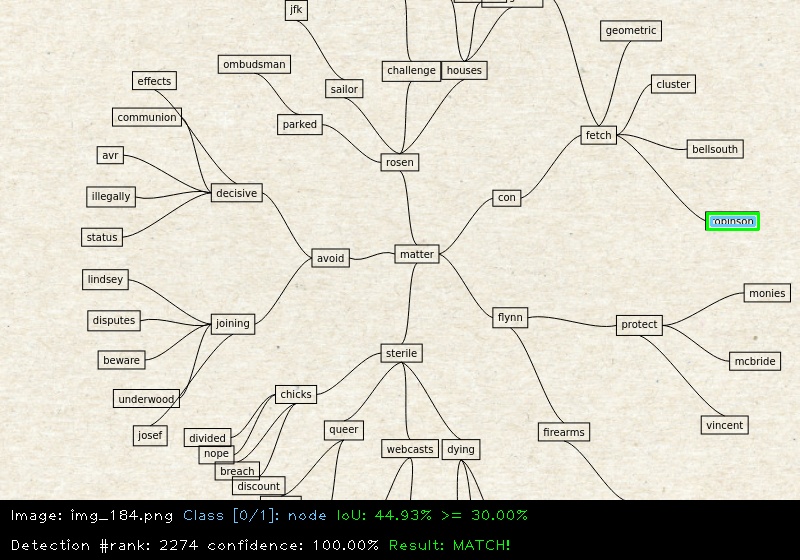 jfk
geometric
ombudsman
challenge
houses
effects
sailor
cluster
communion
parked
fetch
bellsouth
avr
rosen
illegally
decisive
con
robinson
status
avoid
matter
lindsey
monies
disputes
joining
flynn
protect
beware
sterile
mcbride
underwood
chicks
josef
divided
queer
firearms
vincent
nope
webcasts
dying
breach
discount
Image: img_184.png Class [0/1]: node IoU: 44.93% >= 30.00%
Detection #rank: 2274 confidence: 100.00% Result: MATCH!